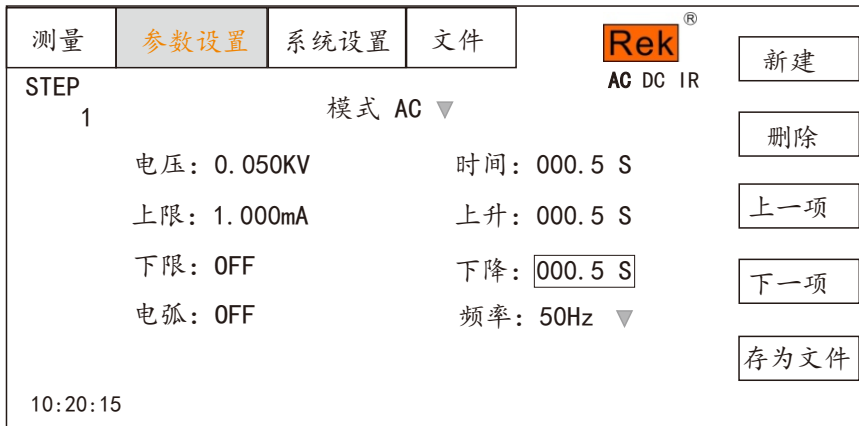 测量 参数设置 系统设置 文件
Rek®
AC DC IR
STEP
1
模式 AC ▼
电压: 0.050KV 时间: 000.5 S
上限: 1.000mA 上升: 000.5 S
下限: OFF 下降: 000.5 S
电弧: OFF 频率: 50Hz ▼
10:20:15
新建
删除
上一项
下一项
存为文件